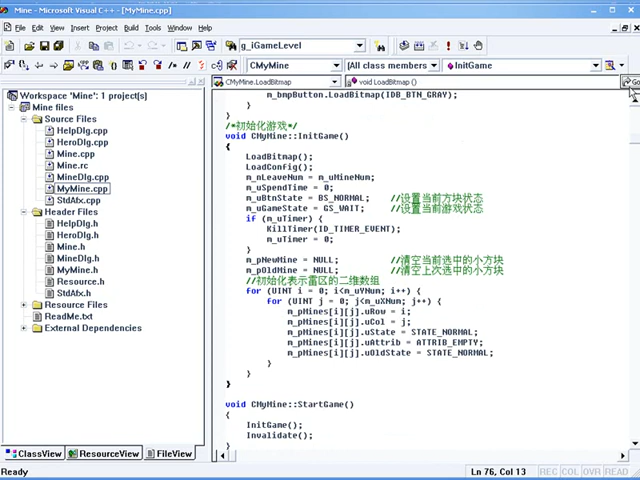 Mine - Microsoft Visual C++ - [MyMine.cpp]
File Edit View Insert Project Build Tools Window Help
g_iGameLevel
CMyMine
(All class members)
InitGame
Workspace 'Mine': 1 project(s)
Mine files
Source Files
HelpDlg.cpp
HeroDlg.cpp
Mine.cpp
Mine.rc
MineDlg.cpp
MyMine.cpp
StdAfx.cpp
Header Files
HelpDlg.h
HeroDlg.h
Mine.h
MineDlg.h
MyMine.h
Resource.h
StdAfx.h
Resource Files
ReadMe.txt
External Dependencies
ClassView ResourceView FileView
CMyMine.LoadBitmap
void LoadBitmap ()
Go
m_bmpButton.LoadBitmap(IDB_BTN_GRAY);
}
}
/*初始化游戏*/
void CMyMine::InitGame()
{
LoadBitmap();
LoadConfig();
m_nLeaveNum = m_uMineNum;
m_uSpendTime = 0;
m_uBtnState = BS_NORMAL; //设置当前方块状态
m_uGameState = GS_WAIT; //设置当前游戏状态
if (m_uTimer) {
KillTimer(ID_TIMER_EVENT);
m_uTimer = 0;
}
m_pNewMine = NULL; //清空当前选中的小方块
m_pOldMine = NULL; //清空上次选中的小方块
//初始化表示雷区的二维数组
for (UINT i = 0; i<m_uYNum; i++) {
for (UINT j = 0; j<m_uXNum; j++) {
m_pMines[i][j].uRow = i;
m_pMines[i][j].uCol = j;
m_pMines[i][j].uState = STATE_NORMAL;
m_pMines[i][j].uAttrib = ATTRIB_EMPTY;
m_pMines[i][j].uOldState = STATE_NORMAL;
}
}
}
void CMyMine::StartGame()
{
InitGame();
Invalidate();
}
Ready
Ln 76, Col 13
REC COL OVR READ